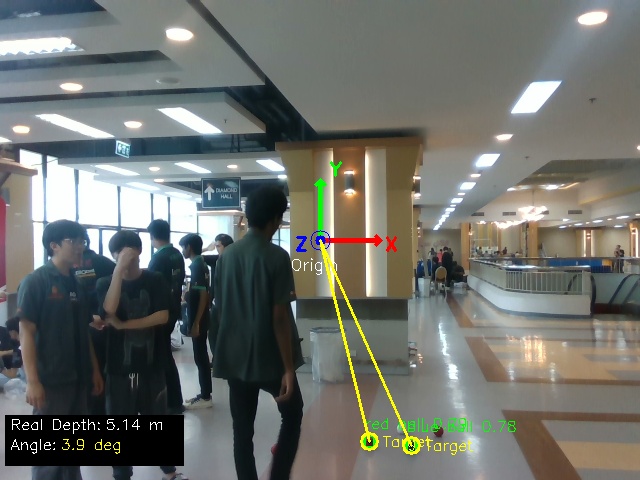 DIAMOND
HALL
Y
Z
X
Origin
0.78
Target
Target
Real Depth: 5.14 m
Angle: 3.9 deg